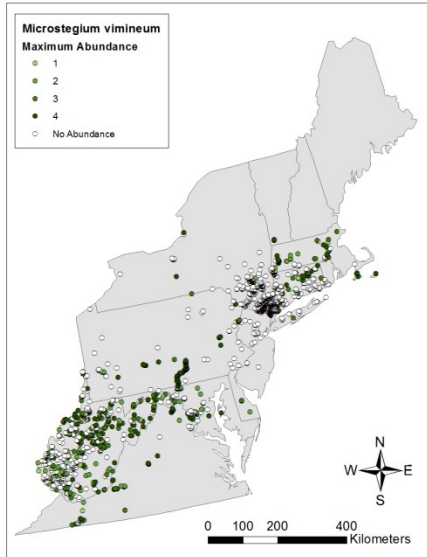 Microstegium vimineum
Maximum Abundance
1
2
3
4
No Abundance
N
W E
S
0 100 200 400
Kilometers